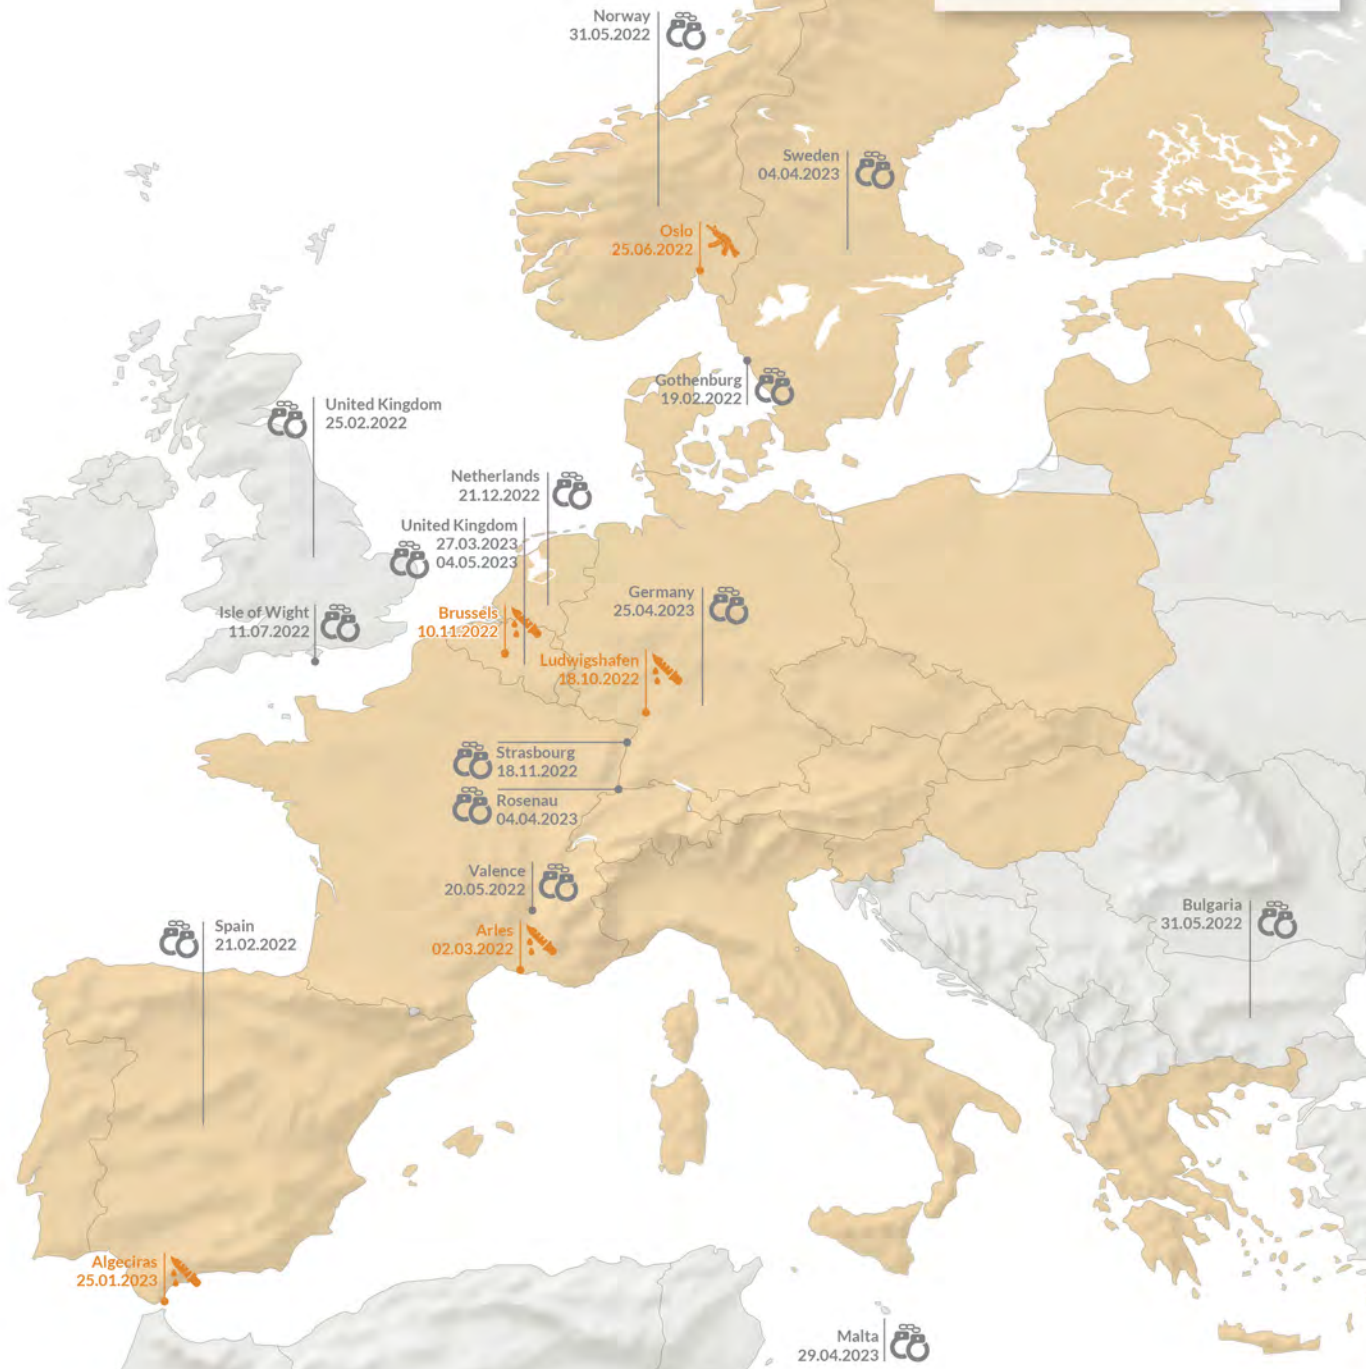 Norway
31.05.2022
Sweden
04.04.2023
Oslo
25.06.2022
Gothenburg
19.02.2022
United Kingdom
25.02.2022
Netherlands
21.12.2022
United Kingdom
27.03.2023
04.05.2023
Isle of Wight
11.07.2022
Brussels
10.11.2022
Germany
25.04.2023
Ludwigshafen
18.10.2022
Strasbourg
18.11.2022
Rosenau
04.04.2023
Valence
20.05.2022
Arles
02.03.2022
Spain
21.02.2022
Bulgaria
31.05.2022
Algeciras
25.01.2023
Malta
29.04.2023